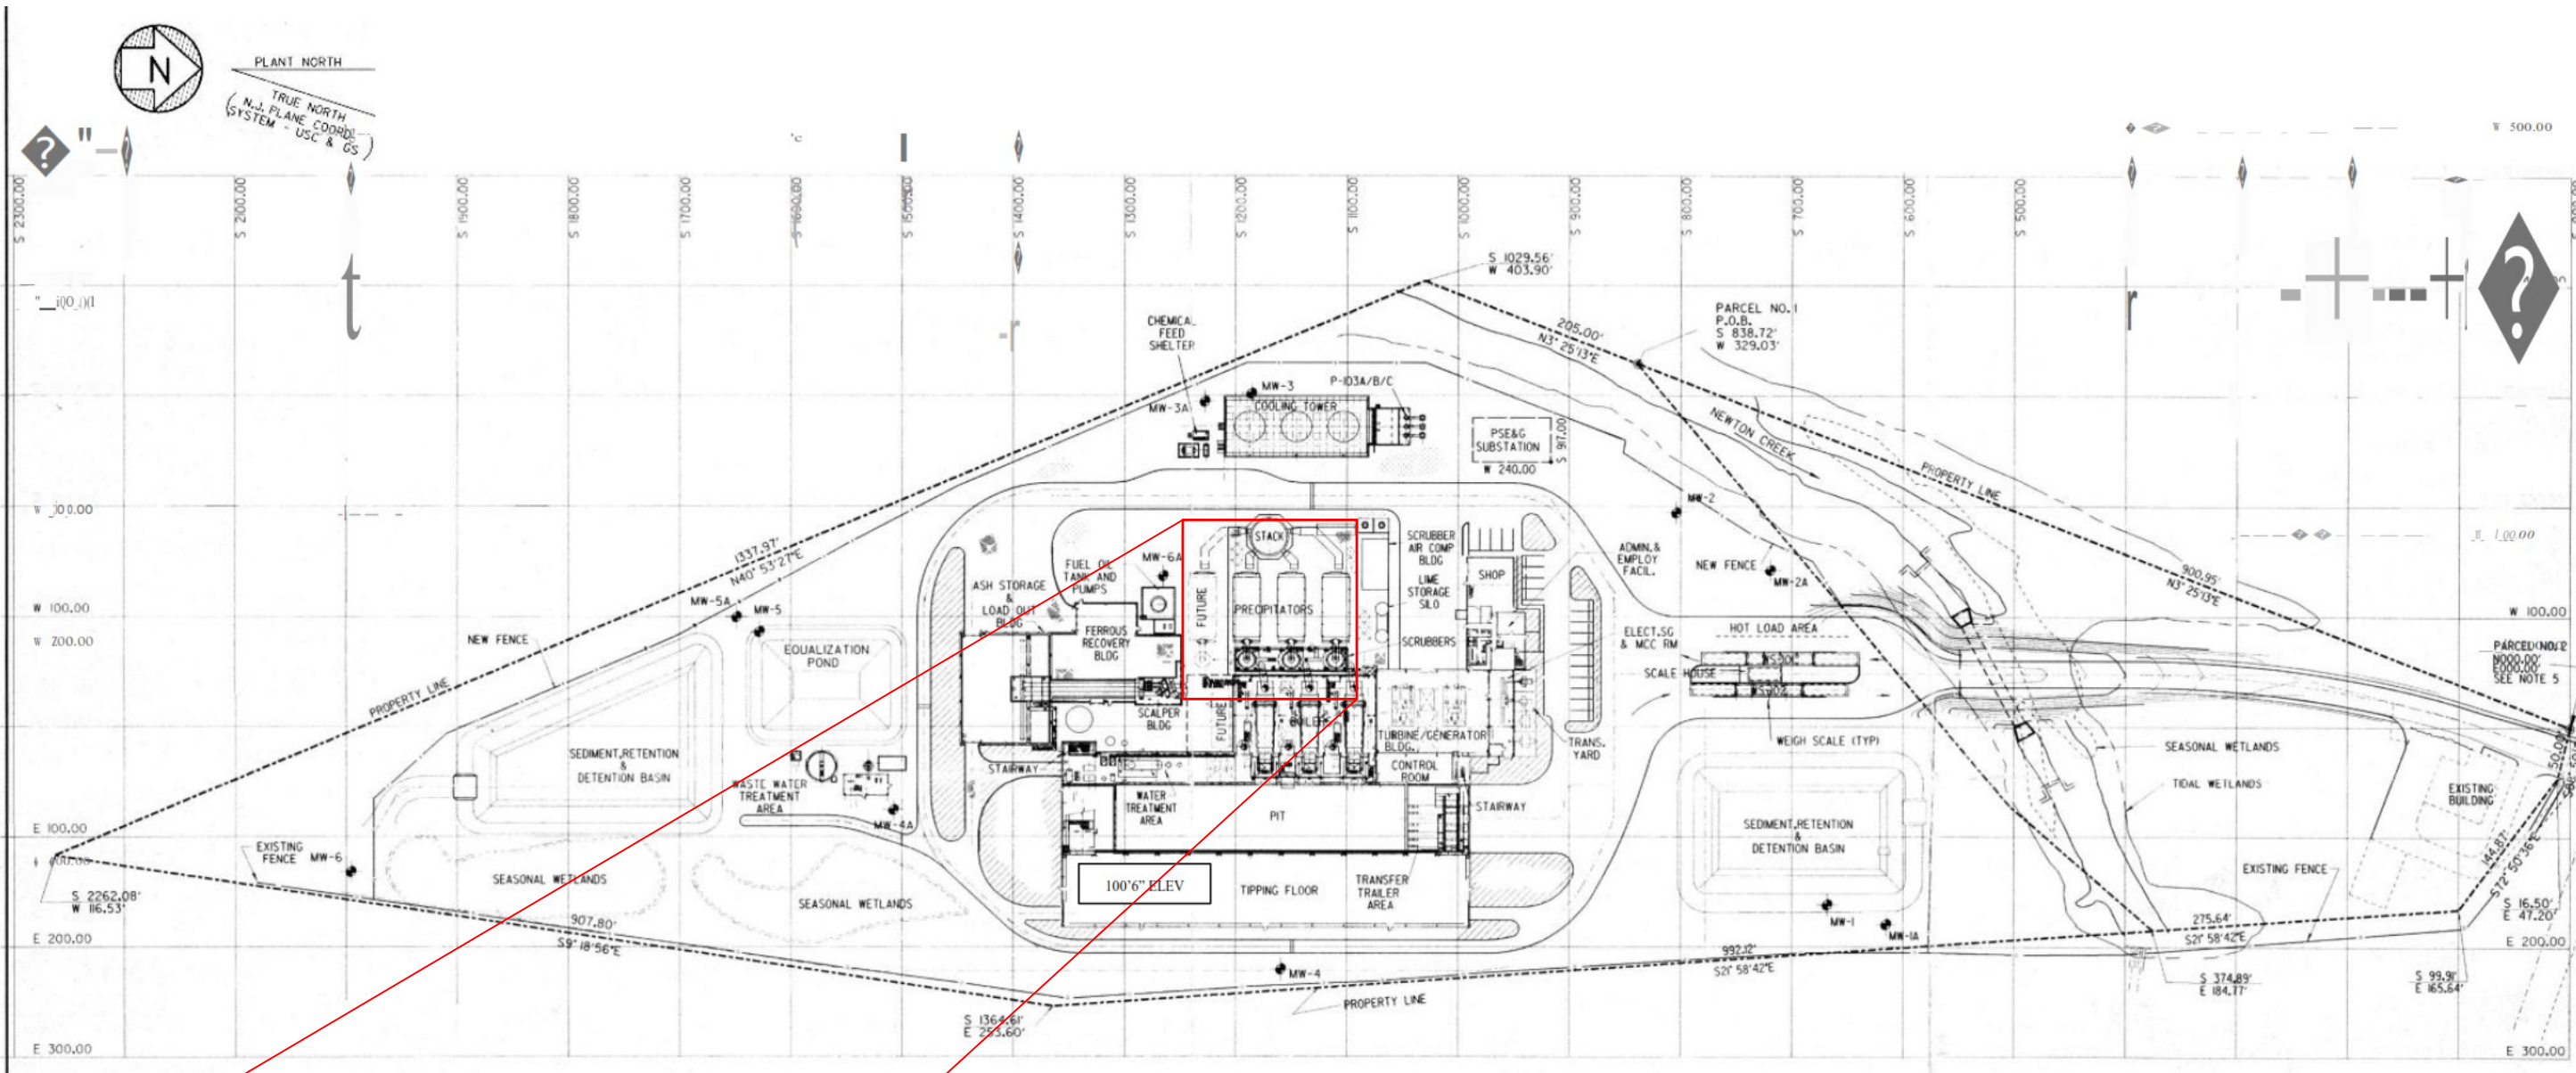 N
PLANT NORTH
TRUE NORTH
( N.J. PLANE COORD.
SYSTEM - USC & GS )
W 500.00
S 2300.00
S 2100.00
S 1900.00
S 1800.00
S 1700.00
S 1600.00
S 1500.00
S 1400.00
S 1300.00
S 1200.00
S 1100.00
S 1000.00
S 900.00
S 800.00
S 700.00
S 600.00
S 500.00
S 1029.56'
W 403.90'
205.00'
N3° 25'13"E
PARCEL NO. 1
P.O.B.
S 838.72'
W 329.03'
CHEMICAL
FEED
SHELTER
MW-3
MW-3A
P-103A/B/C
COOLING TOWER
PSE&G
SUBSTATION
W 240.00
S 917.00
NEWTON CREEK
PROPERTY LINE
900.95'
N3° 25'13"E
MW-2
NEW FENCE
MW-2A
1337.97'
N40° 53'27"E
MW-5A
MW-5
NEW FENCE
PROPERTY LINE
EQUALIZATION
POND
ASH STORAGE
&
LOAD OUT
BLDG
FUEL OIL
TANK AND
PUMPS
MW-6A
FERROUS
RECOVERY
BLDG
STACK
FUTURE
PRECIPITATORS
SCRUBBER
AIR COMP
BLDG
LIME
STORAGE
SILO
SCRUBBERS
SHOP
ADMIN.&
EMPLOY
FACIL.
ELECT.SG
& MCC RM
HOT LOAD AREA
SCALE HOUSE
WEIGH SCALE (TYP)
W 100.00
W 200.00
W 100.00
SEE NOTE 5
SCALPER
BLDG
FUTURE
BOILER
TURBINE/GENERATOR
BLDG.
CONTROL
ROOM
TRANS.
YARD
STAIRWAY
WATER
TREATMENT
AREA
PIT
STAIRWAY
SEDIMENT,RETENTION
&
DETENTION BASIN
WASTE WATER
TREATMENT
AREA
MW-4A
SEDIMENT,RETENTION
&
DETENTION BASIN
SEASONAL WETLANDS
TIDAL WETLANDS
EXISTING
BUILDING
E 100.00
EXISTING
FENCE
MW-6
S 2262.08'
W 116.53'
SEASONAL WETLANDS
SEASONAL WETLANDS
100'6" ELEV
TIPPING FLOOR
TRANSFER
TRAILER
AREA
MW-1
MW-1A
EXISTING FENCE
144.87'
S72° 50'36"E
S 16.50'
E 47.20'
907.80'
S9° 18'56"E
992.12'
S21° 58'42"E
275.64'
S21° 58'42"E
E 200.00
E 200.00
MW-4
PROPERTY LINE
S 374.89'
E 184.77'
S 99.91'
E 165.64'
S 1364.61'
E 253.60'
E 300.00
E 300.00